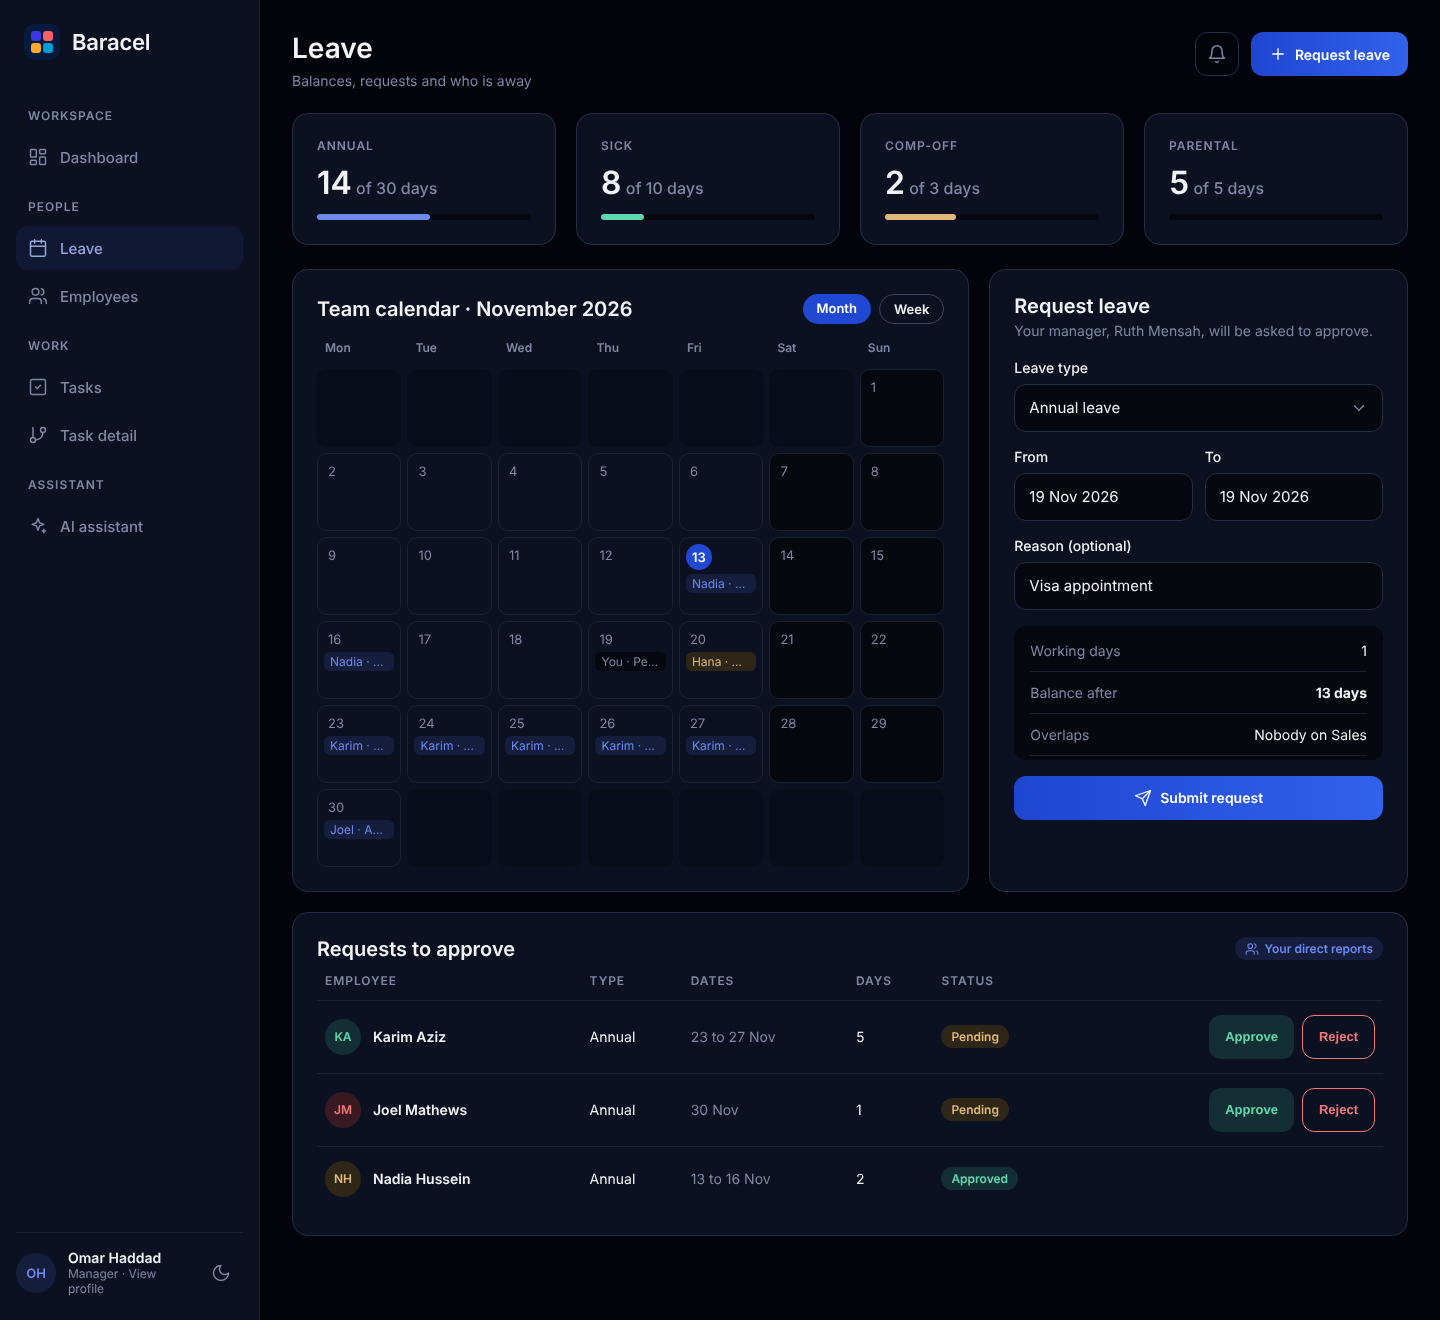 Baracel
WORKSPACE
Dashboard
PEOPLE
Leave
Employees
WORK
Tasks
Task detail
ASSISTANT
AI assistant
OH
Omar Haddad
Manager · View
profile
Leave
Balances, requests and who is away
Request leave
ANNUAL
14 of 30 days
SICK
8 of 10 days
COMP-OFF
2 of 3 days
PARENTAL
5 of 5 days
Team calendar · November 2026
Month
Week
Mon Tue Wed Thu Fri Sat Sun
1
2 3 4 5 6 7 8
9 10 11 12 13 14 15
Nadia · ...
16 17 18 19 20 21 22
Nadia · ... You · Pe... Hana · ...
23 24 25 26 27 28 29
Karim · ... Karim · ... Karim · ... Karim · ... Karim · ...
30
Joel · A...
Request leave
Your manager, Ruth Mensah, will be asked to approve.
Leave type
Annual leave
From To
19 Nov 2026 19 Nov 2026
Reason (optional)
Visa appointment
Working days 1
Balance after 13 days
Overlaps Nobody on Sales
Submit request
Requests to approve
Your direct reports
EMPLOYEE TYPE DATES DAYS STATUS
KA Karim Aziz Annual 23 to 27 Nov 5 Pending Approve Reject
JM Joel Mathews Annual 30 Nov 1 Pending Approve Reject
NH Nadia Hussein Annual 13 to 16 Nov 2 Approved